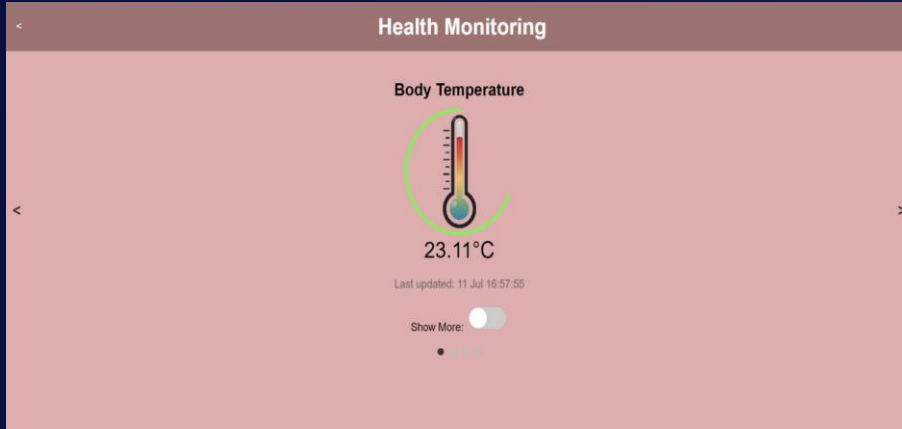 <
Health Monitoring
Body Temperature
<
>
23.11°C
Last updated: 11 Jul 16:57:55
Show More: